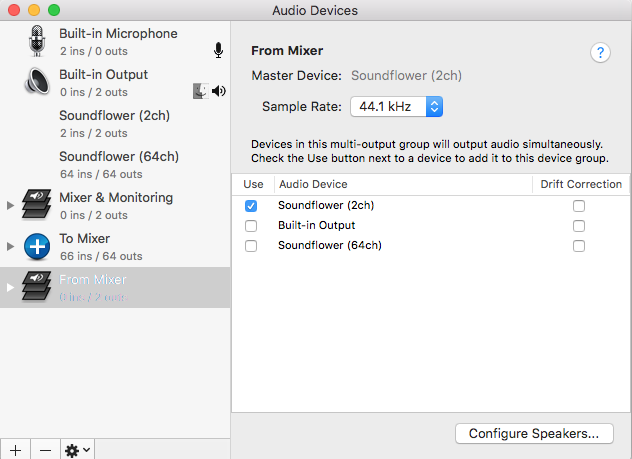 Audio Devices
Built-in Microphone
2 ins / 0 outs
Built-in Output
0 ins / 2 outs
Soundflower (2ch)
2 ins / 2 outs
Soundflower (64ch)
64 ins / 64 outs
Mixer & Monitoring
0 ins / 2 outs
To Mixer
66 ins / 64 outs
From Mixer
0 ins / 2 outs
From Mixer
?
Master Device: Soundflower (2ch)
Sample Rate: 44.1 kHz
Devices in this multi-output group will output audio simultaneously.
Check the Use button next to a device to add it to this device group.
Use Audio Device Drift Correction
Soundflower (2ch)
Built-in Output
Soundflower (64ch)
Configure Speakers...